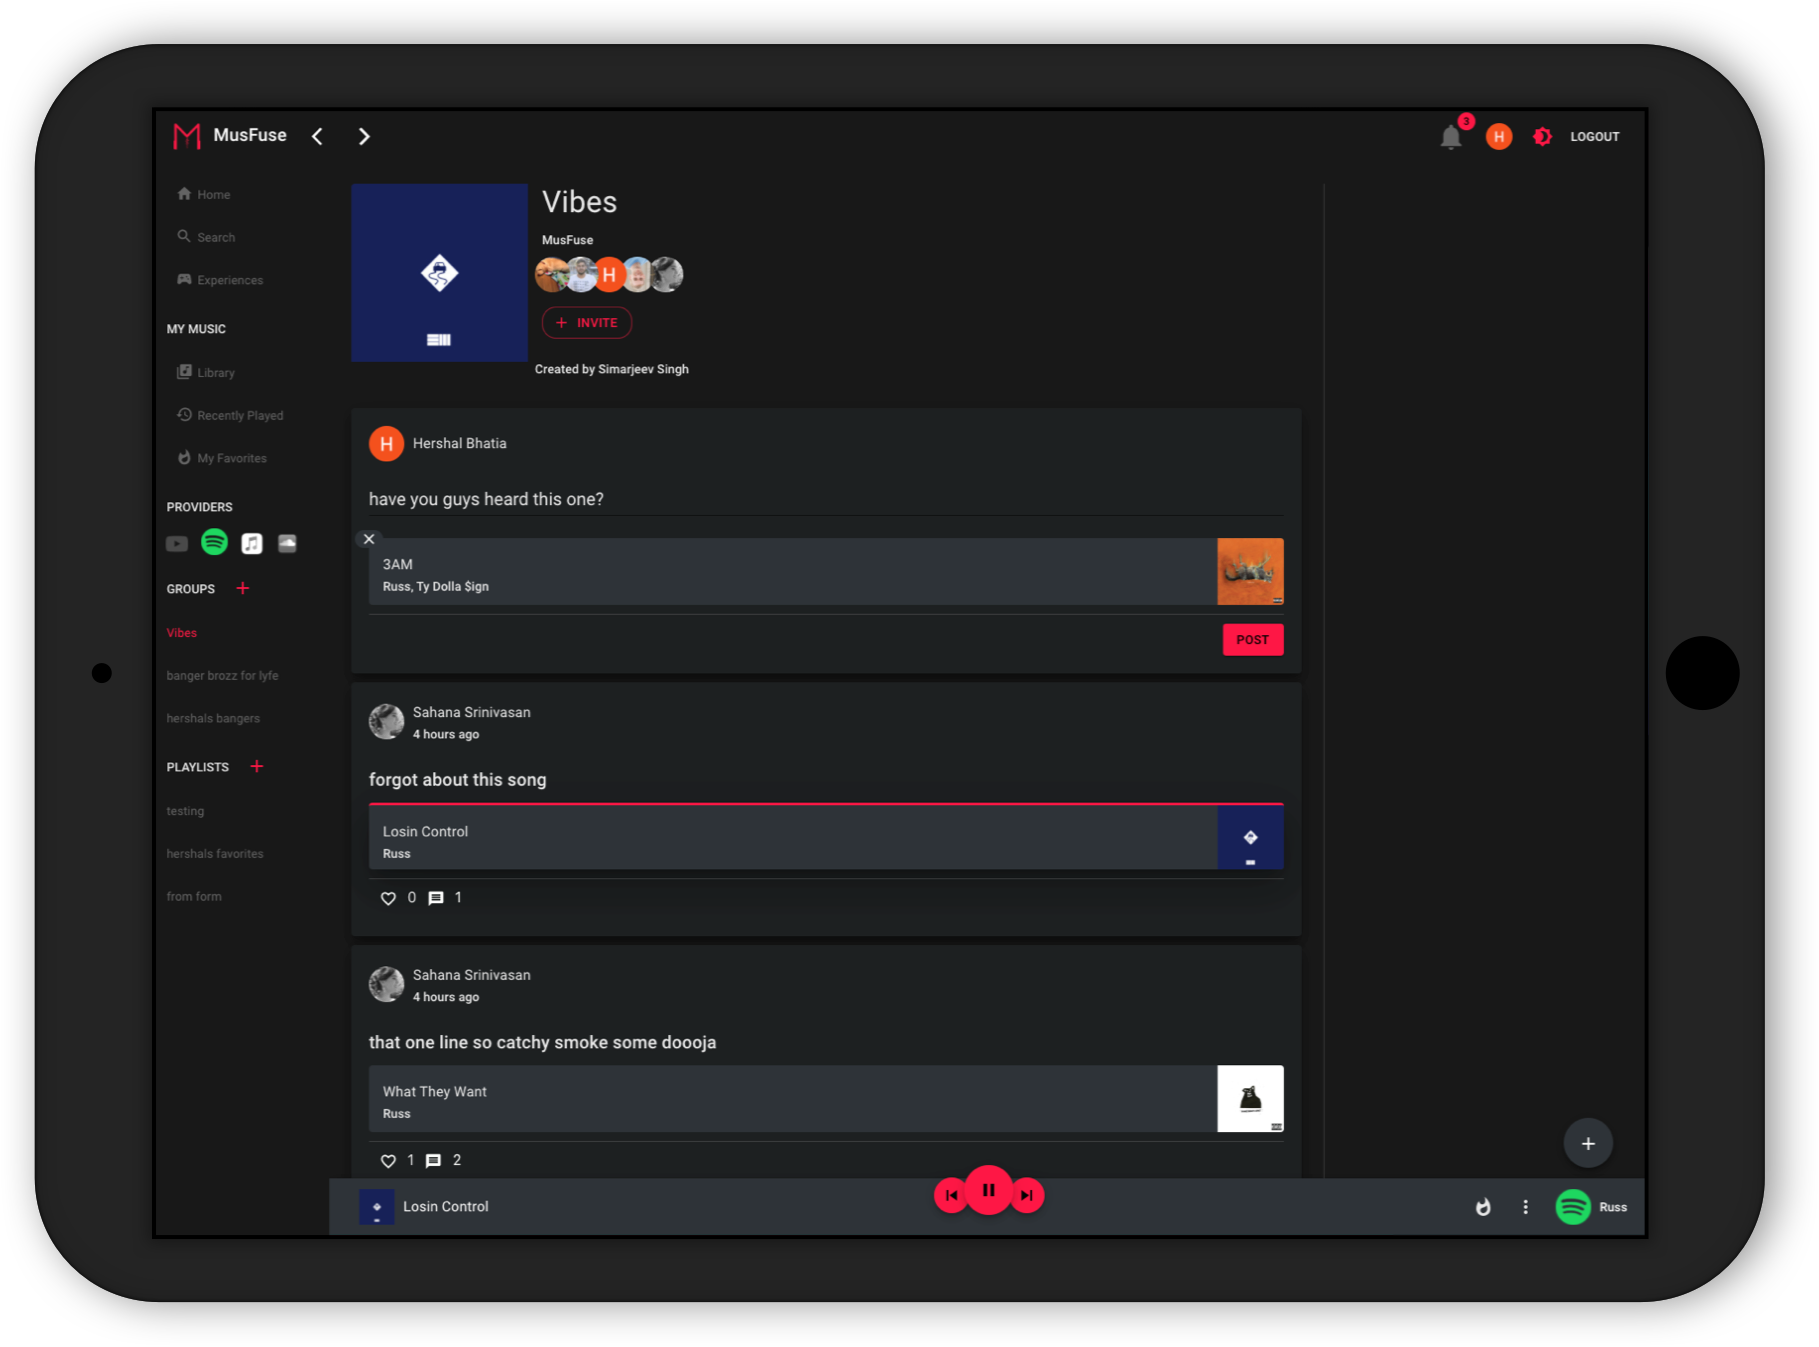 MusFuse
3
H
LOGOUT
Home
Search
Experiences
MY MUSIC
Library
Recently Played
My Favorites
PROVIDERS
GROUPS +
Vibes
banger brozz for lyfe
hershals bangers
PLAYLISTS +
testing
hershals favorites
from form
Vibes
MusFuse
H
+ INVITE
Created by Simarjeev Singh
H
Hershal Bhatia
have you guys heard this one?
3AM
Russ, Ty Dolla $ign
POST
Sahana Srinivasan
4 hours ago
forgot about this song
Losin Control
Russ
0 1
Sahana Srinivasan
4 hours ago
that one line so catchy smoke some doooja
What They Want
Russ
1 2
+
Losin Control
Russ